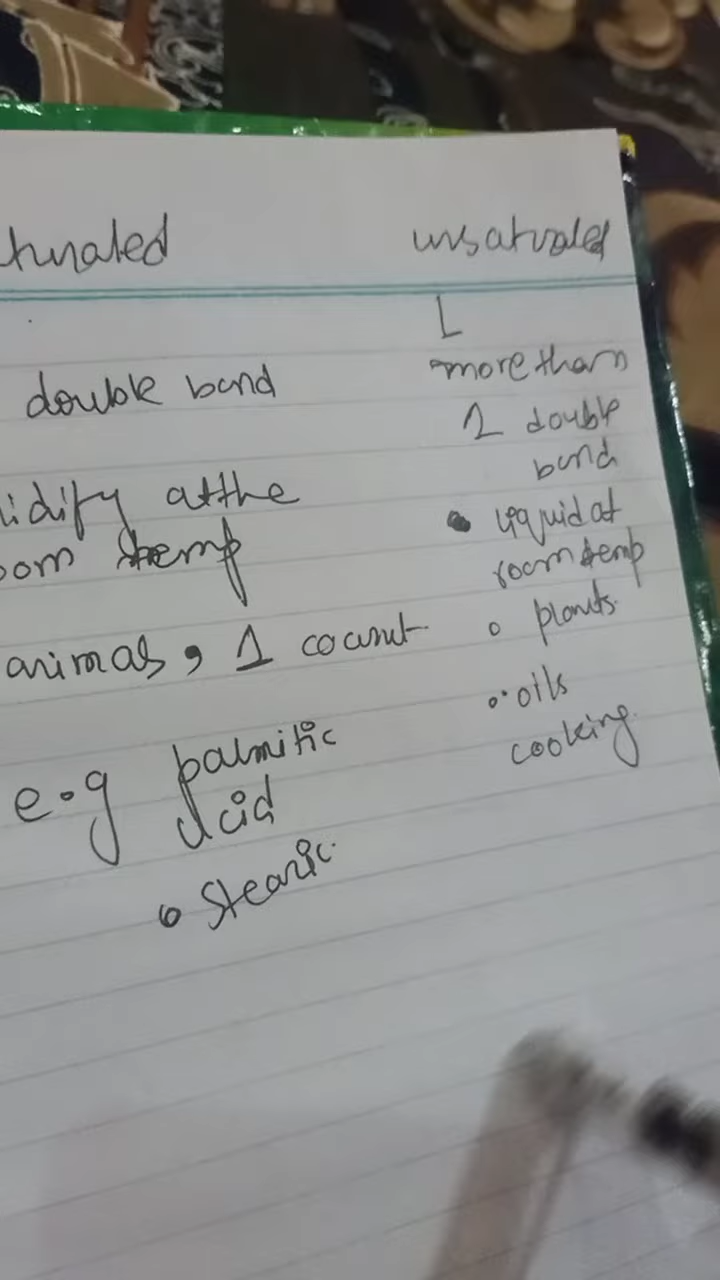 turated unsaturated
L
more than
double bond
1 double
bond
lidify at the
liquid at
oom temp
room temp
plants
animals, 1 coconut
oils
cooking
e.g palmitic
acid
stearic